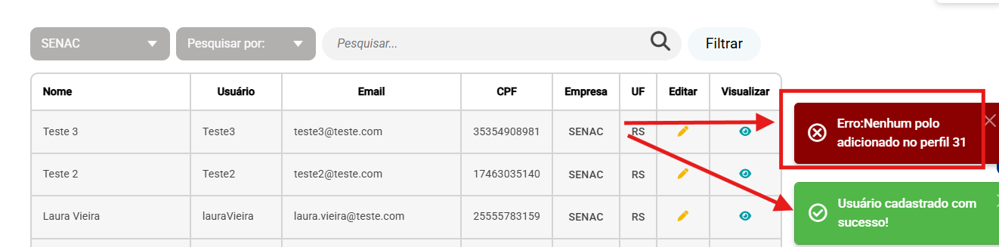 SENAC
Pesquisar por:
Pesquisar...
Filtrar
Nome Usuário Email CPF Empresa UF Editar Visualizar
Teste 3 Teste3 teste3@teste.com 35354908981 SENAC RS
Teste 2 Teste2 teste2@teste.com 17463035140 SENAC RS
Laura Vieira lauraVieira laura.vieira@teste.com 25555783159 SENAC RS
Erro:Nenhum polo
adicionado no perfil 31
Usuário cadastrado com
sucesso!